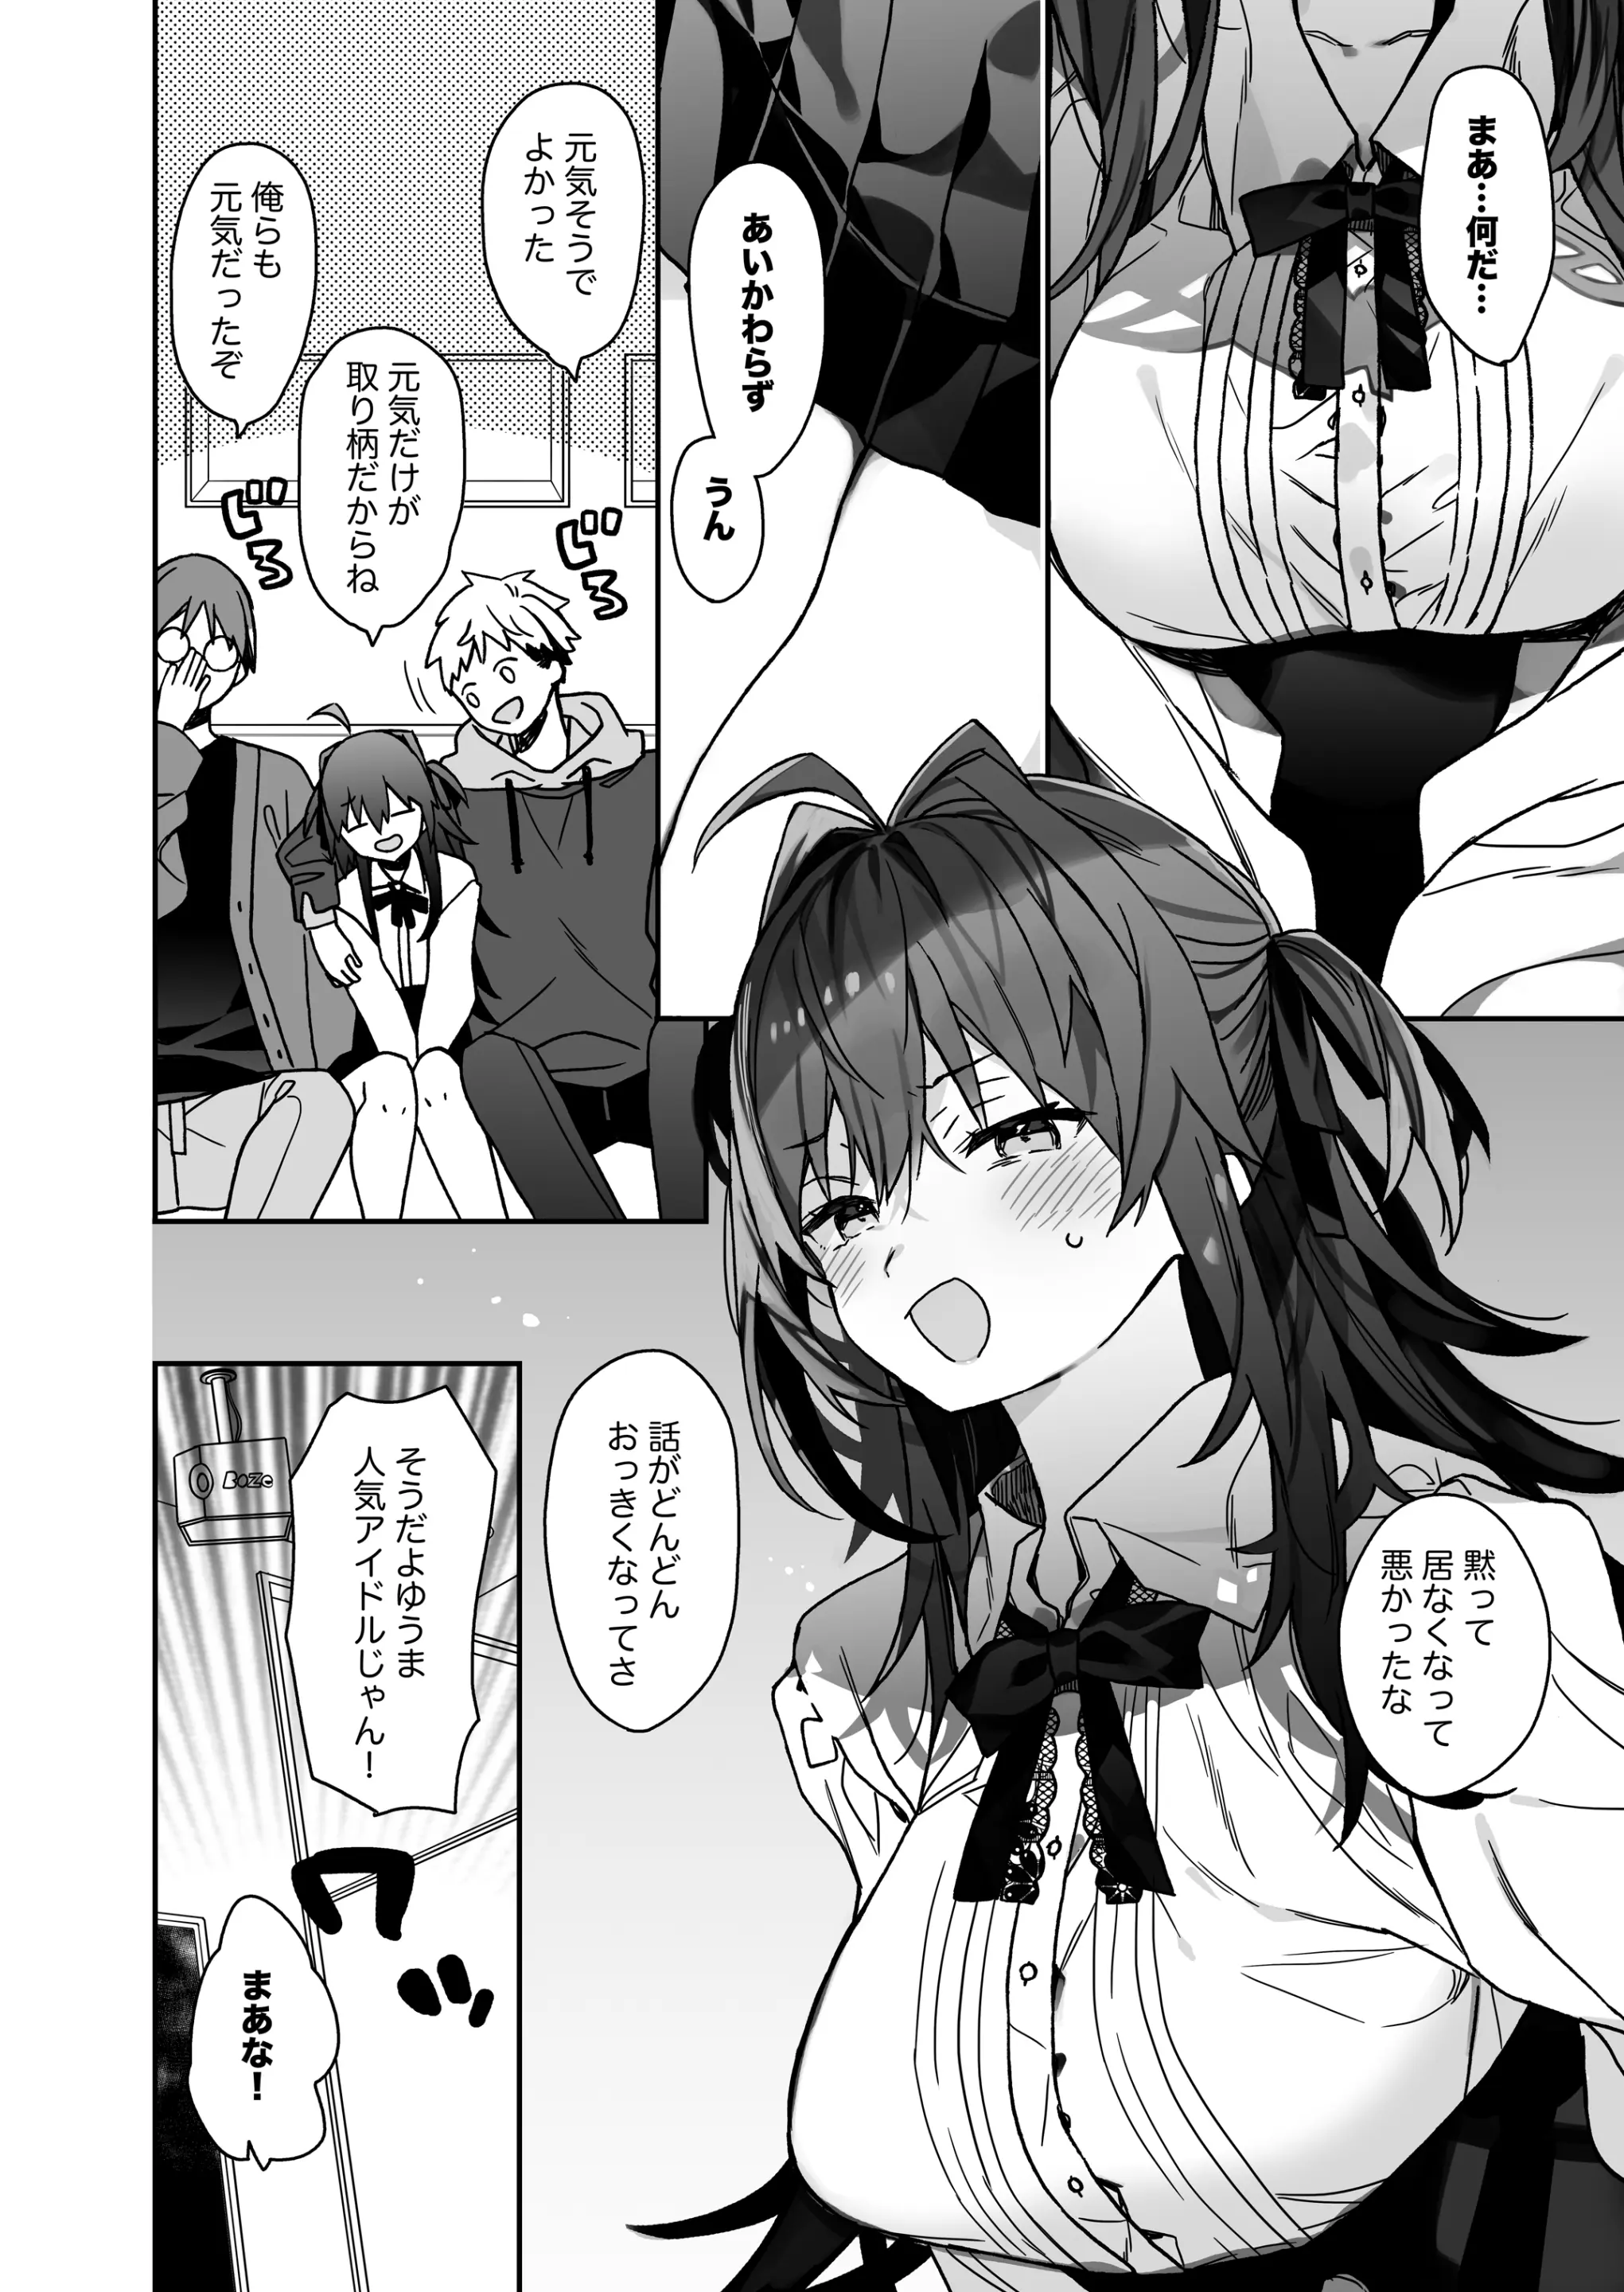 まあ…何だ…
あいかわらず
うん
元気そうで
よかった
元気だけが
取り柄だからね
俺らも
元気だったぞ
じろ
じろ
黙って
居なくなって
悪かったな
話がどんどん
おっきくなってさ
そうだよゆうま
人気アイドルじゃん！
BOZe
まあな！